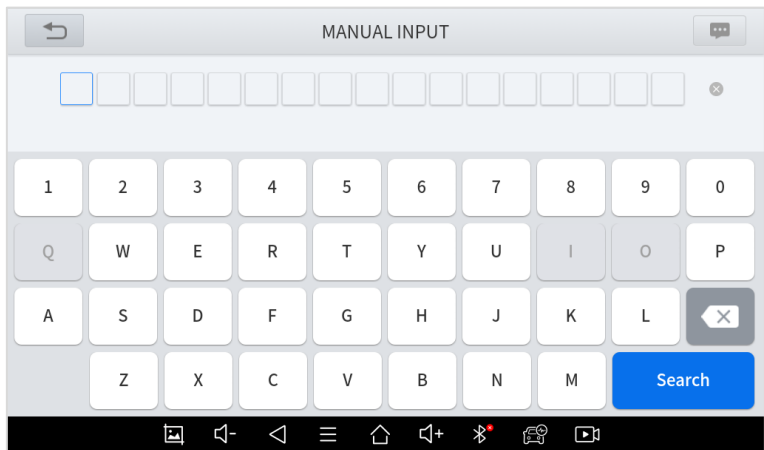 MANUAL INPUT
1 2 3 4 5 6 7 8 9 0
Q W E R T Y U I O P
A S D F G H J K L
Z X C V B N M Search